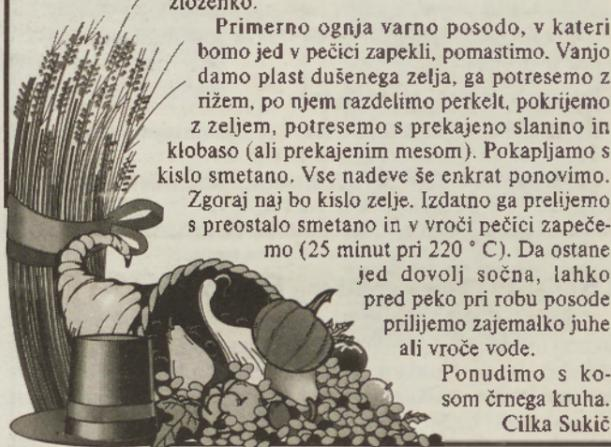 zloženko.
Primerno ognja varno posodo, v kateri
bomo jed v pečici zapekli, pomastimo. Vanjo
damo plast dušenega zelja, ga potresemo z
rižem, po njem razdelimo perkelt, pokrijemo
z zeljem, potresemo s prekajeno slanino in
klobaso (ali prekajenim mesom). Pokapljamo s
kislo smetano. Vse nadeve še enkrat ponovimo.
Zgoraj naj bo kislo zelje. Izdatno ga prelijemo
s preostalo smetano in v vroči pečici zapeče-
mo (25 minut pri 220 ° C). Da ostane
jed dovolj sočna, lahko
pred peko pri robu posode
prilijemo zajemalko juhe
ali vroče vode.
Ponudimo s ko-
som črnega kruha.
Cilka Sukič